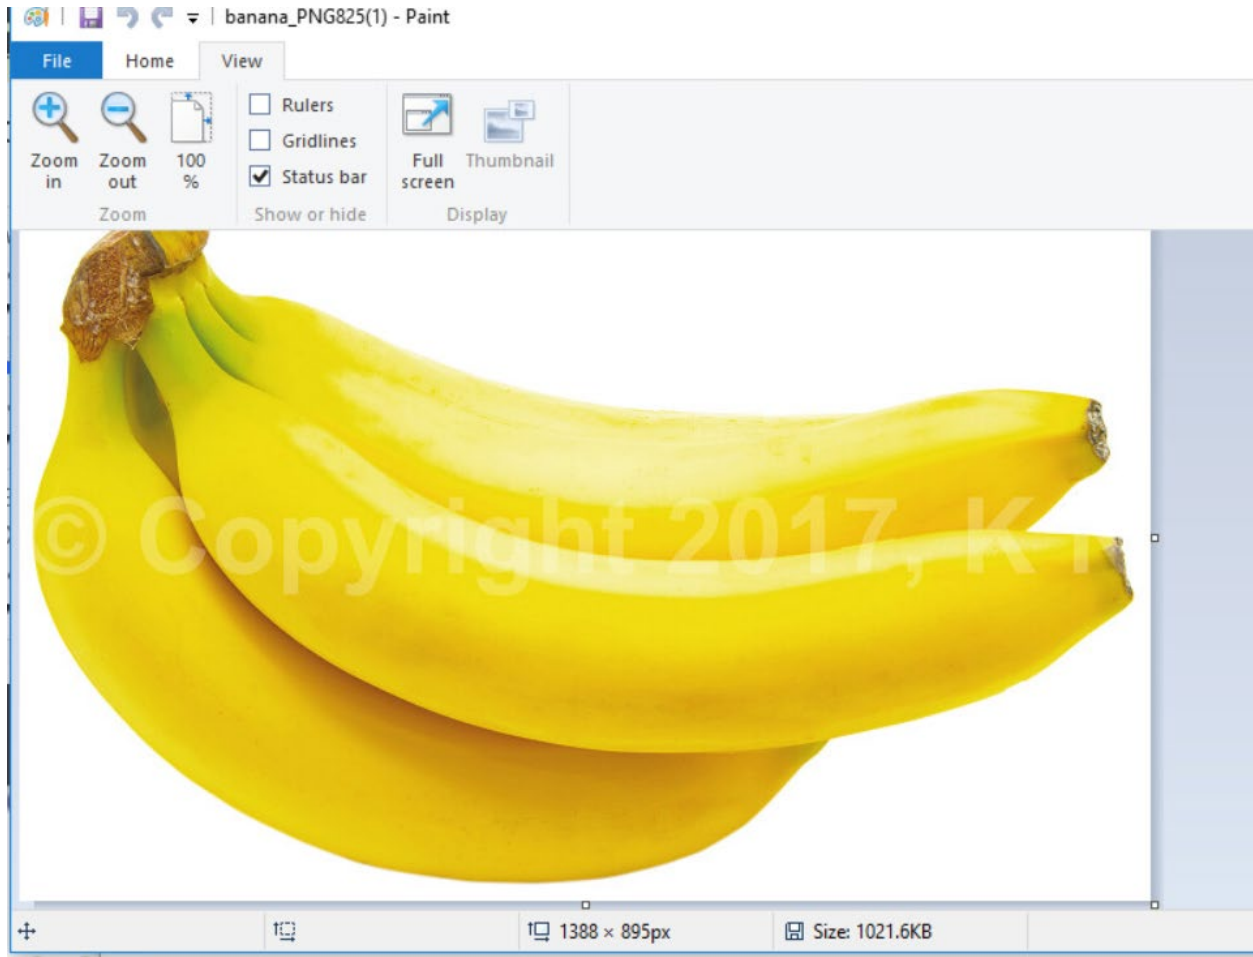 banana_PNG825(1) - Paint
File Home View
Rulers
Gridlines
Status bar
Zoom in
Zoom out
100 %
Full screen
Thumbnail
Zoom
Show or hide
Display
© Copyright 2017, K
1388 × 895px
Size: 1021.6KB